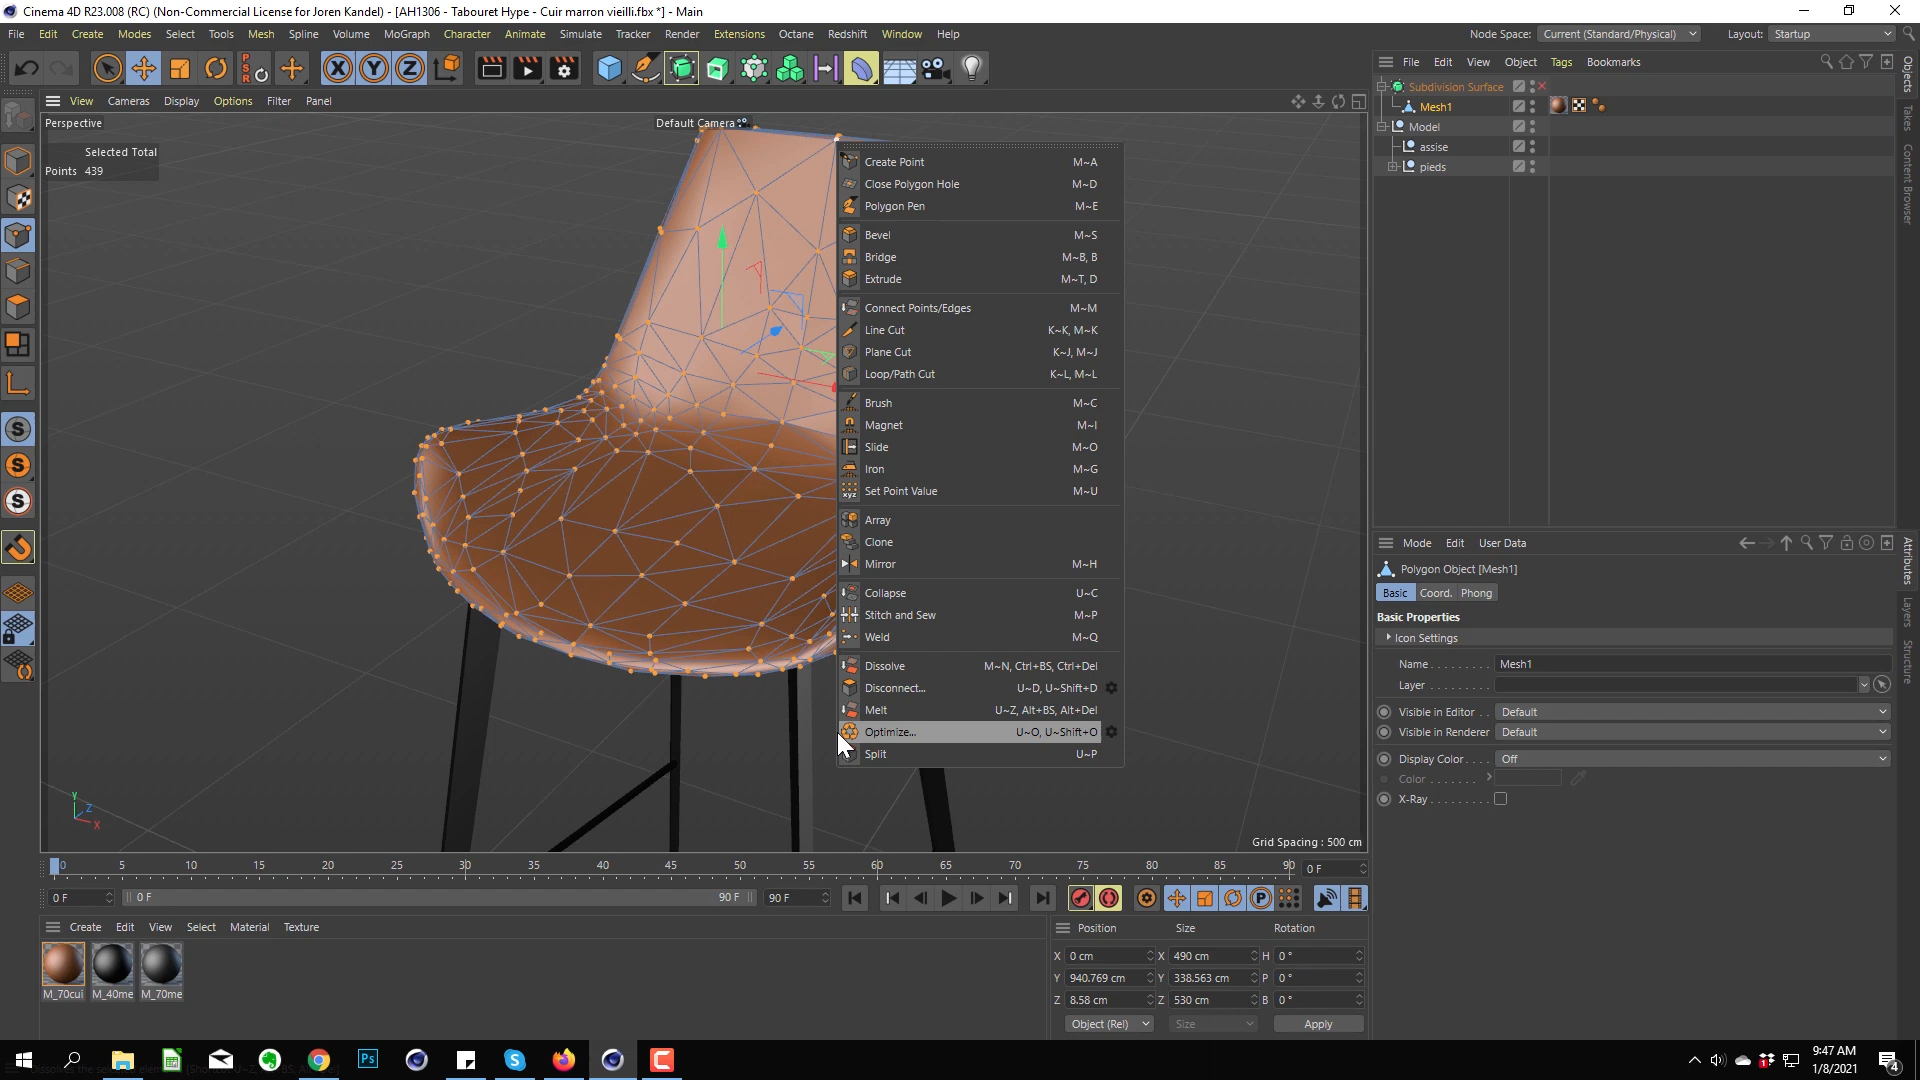 Cinema 4D R23.008 (RC) (Non-Commercial License for Joren Kandel) - [AH1306 - Tabouret Hype - Cuir marron vieilli.fbx *] - Main
File Edit Create Modes Select Tools Mesh Spline Volume MoGraph Character Animate Simulate Tracker Render Extensions Octane Redshift Window Help
Node Space: Current (Standard/Physical) Layout: Startup
View Cameras Display Options Filter Panel
Perspective
Default Camera
Selected Total
Points 439
Create Point M~A
Close Polygon Hole M~D
Polygon Pen M~E
Bevel M~S
Bridge M~B, B
Extrude M~T, D
Connect Points/Edges M~M
Line Cut K~K, M~K
Plane Cut K~J, M~J
Loop/Path Cut K~L, M~L
Brush M~C
Magnet M~I
Slide M~O
Iron M~G
Set Point Value M~U
Array
Clone
Mirror M~H
Collapse U~C
Stitch and Sew M~P
Weld M~Q
Dissolve M~N, Ctrl+BS, Ctrl+Del
Disconnect... U~D, U~Shift+D
Melt U~Z, Alt+BS, Alt+Del
Optimize... U~O, U~Shift+O
Split U~P
Grid Spacing : 500 cm
Y Z X
File Edit View Object Tags Bookmarks
Subdivision Surface
Mesh1
Model
assise
pieds
Objects
Takes
Content Browser
Mode Edit User Data
Polygon Object [Mesh1]
Basic Coord. Phong
Basic Properties
Icon Settings
Name Mesh1
Layer
Visible in Editor Default
Visible in Renderer Default
Display Color Off
Color
X-Ray
Attributes
Layers
Structure
0 5 10 15 20 25 30 35 40 45 50 55 60 65 70 75 80 85 90 0 F
0 F 0 F 90 F 90 F
Create Edit View Select Material Texture
M_70cui M_40me M_70me
Position Size Rotation
X 0 cm X 490 cm H 0 °
Y 940.769 cm Y 338.563 cm P 0 °
Z 8.58 cm Z 530 cm B 0 °
Object (Rel) Size Apply
9:47 AM
1/8/2021
4